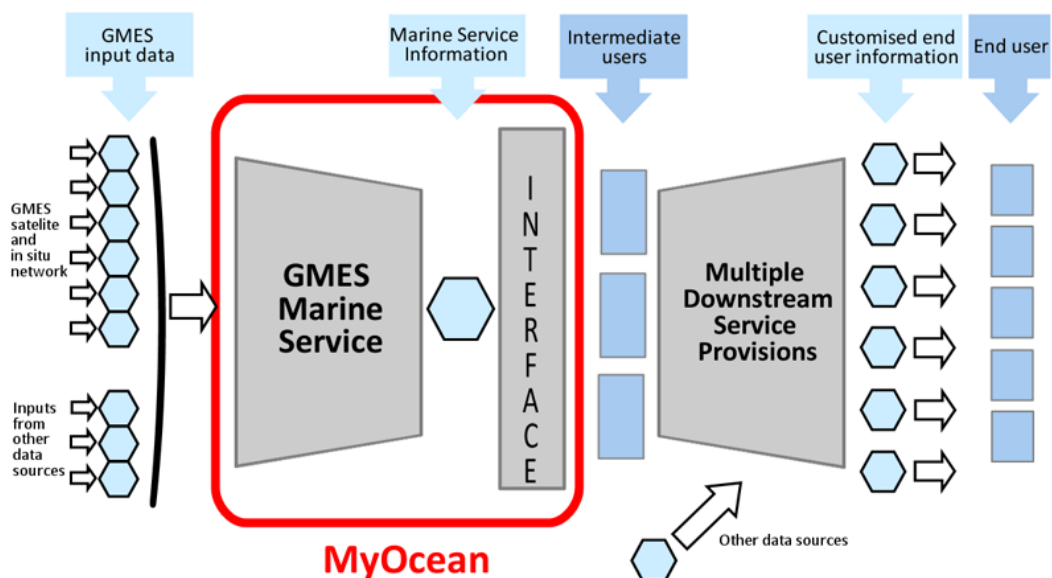 GMES
input data
Marine Service
Information
Intermediate
users
Customised end
user information
End user
GMES
satelite and
in situ
network
Inputs
from
other
data
sources
GMES
Marine
Service
INTERFACE
Multiple
Downstream
Service
Provisions
Other data sources
MyOcean